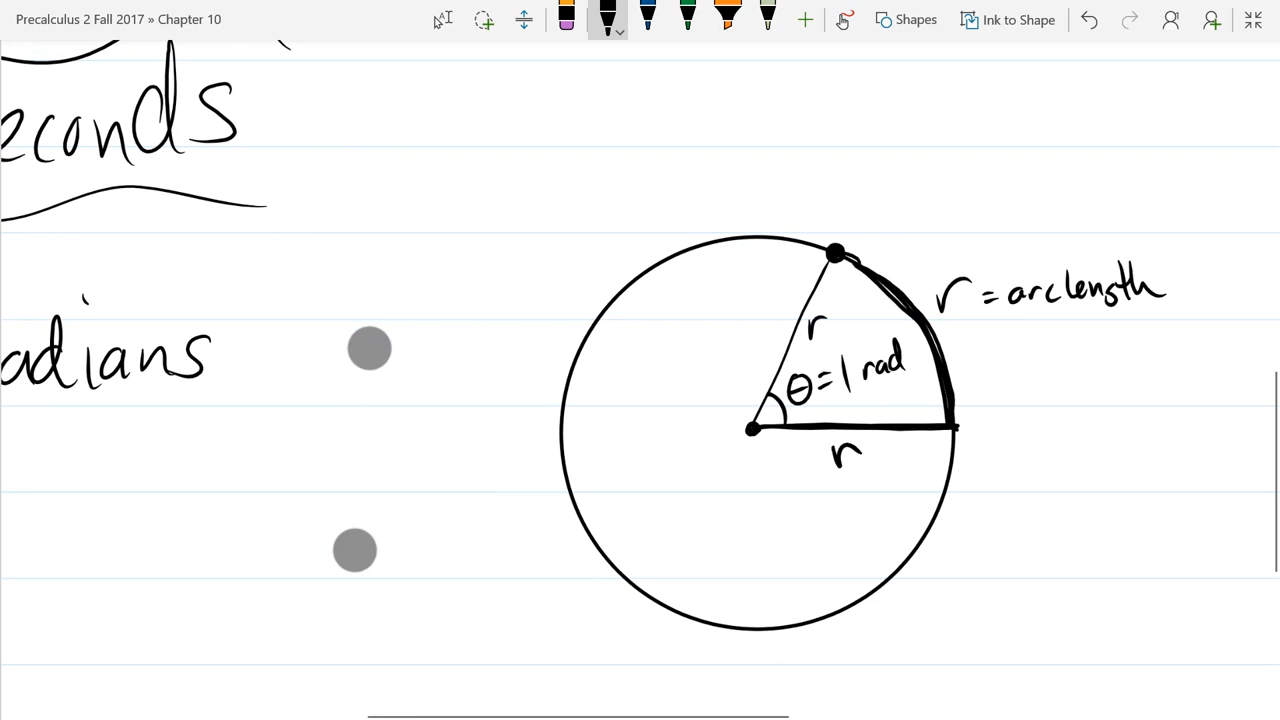 Precalculus 2 Fall 2017 » Chapter 10
Shapes
Ink to Shape
econds
r = arclength
r
adians
θ = 1 rad
r